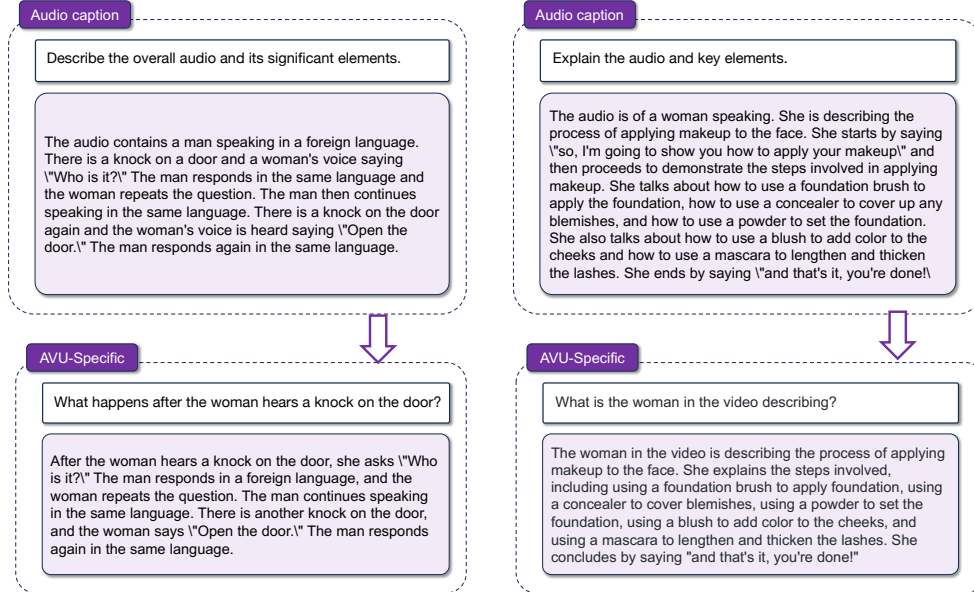 Audio caption
Describe the overall audio and its significant elements.
The audio contains a man speaking in a foreign language.
There is a knock on a door and a woman's voice saying
\"Who is it?\" The man responds in the same language and
the woman repeats the question. The man then continues
speaking in the same language. There is a knock on the door
again and the woman's voice is heard saying \"Open the
door.\" The man responds again in the same language.
AVU-Specific
What happens after the woman hears a knock on the door?
After the woman hears a knock on the door, she asks \"Who
is it?\" The man responds in a foreign language, and the
woman repeats the question. The man continues speaking
in the same language. There is another knock on the door,
and the woman says \"Open the door.\" The man responds
again in the same language.
Audio caption
Explain the audio and key elements.
The audio is of a woman speaking. She is describing the
process of applying makeup to the face. She starts by saying
\"so, I'm going to show you how to apply your makeup\" and
then proceeds to demonstrate the steps involved in applying
makeup. She talks about how to use a foundation brush to
apply the foundation, how to use a concealer to cover up any
blemishes, and how to use a powder to set the foundation.
She also talks about how to use a blush to add color to the
cheeks and how to use a mascara to lengthen and thicken
the lashes. She ends by saying \"and that's it, you're done!\
AVU-Specific
What is the woman in the video describing?
The woman in the video is describing the process of applying
makeup to the face. She explains the steps involved,
including using a foundation brush to apply foundation, using
a concealer to cover blemishes, using a powder to set the
foundation, using a blush to add color to the cheeks, and
using a mascara to lengthen and thicken the lashes. She
concludes by saying "and that's it, you're done!"